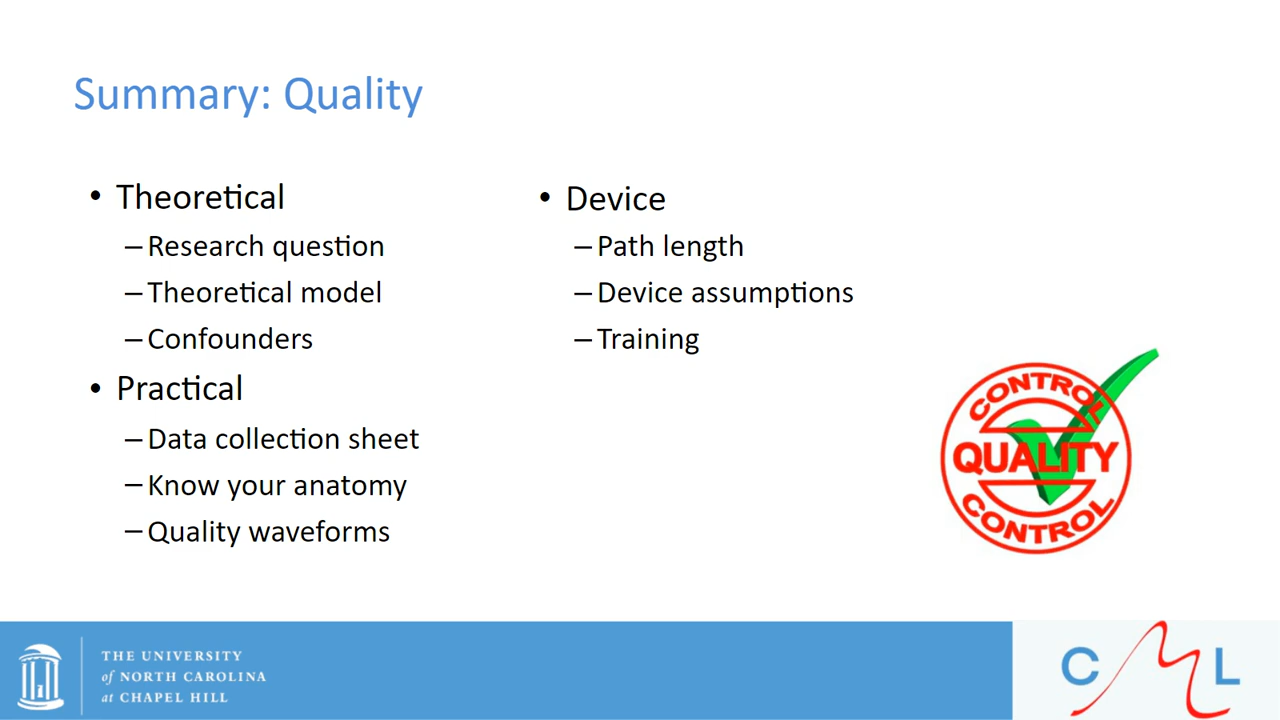 Summary: Quality
• Theoretical
– Research question
– Theoretical model
– Confounders
• Practical
– Data collection sheet
– Know your anatomy
– Quality waveforms
• Device
– Path length
– Device assumptions
– Training
CONTROL
QUALITY
CONTROL
THE UNIVERSITY
of NORTH CAROLINA
at CHAPEL HILL
CML